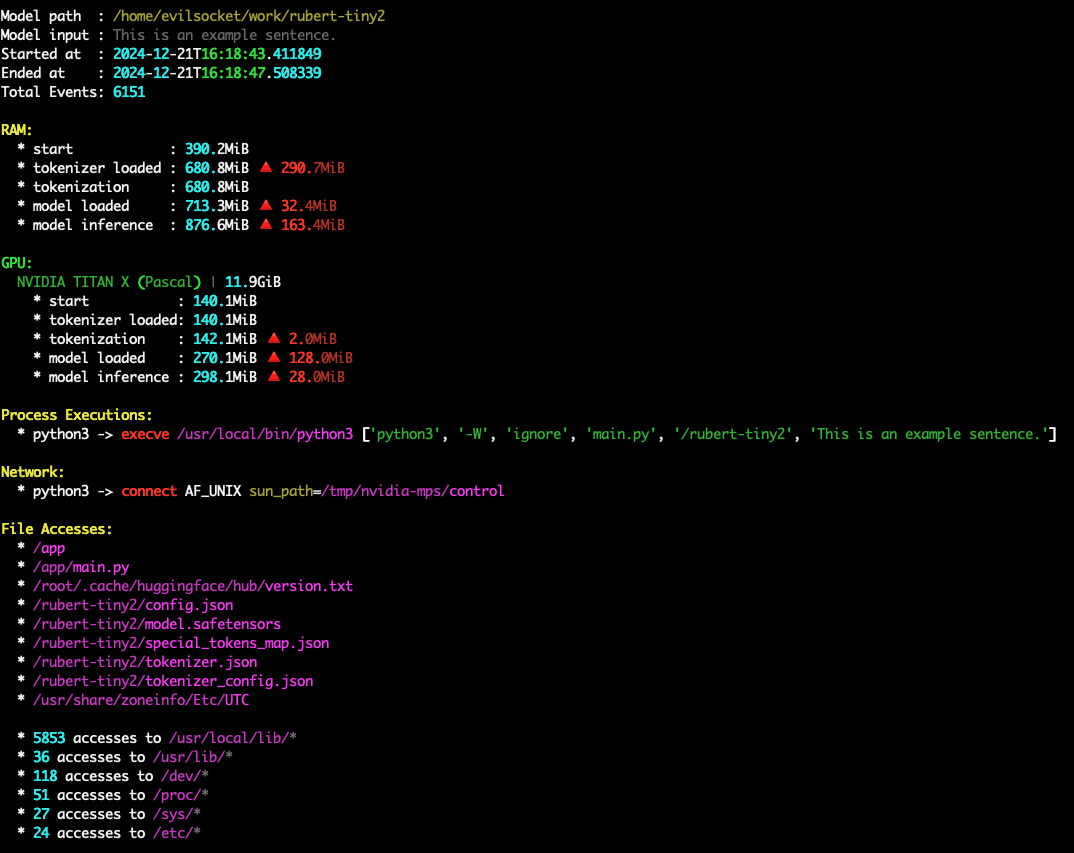 Model path  : /home/evilsocket/work/rubert-tiny2
Model input : This is an example sentence.
Started at  : 2024-12-21T16:18:43.411849
Ended at    : 2024-12-21T16:18:47.508339
Total Events: 6151

RAM:
  * start            : 390.2MiB
  * tokenizer loaded : 680.8MiB 🔺 290.7MiB
  * tokenization     : 680.8MiB
  * model loaded     : 713.3MiB 🔺 32.4MiB
  * model inference  : 876.6MiB 🔺 163.4MiB

GPU:
  NVIDIA TITAN X (Pascal) | 11.9GiB
    * start           : 140.1MiB
    * tokenizer loaded: 140.1MiB
    * tokenization    : 142.1MiB 🔺 2.0MiB
    * model loaded    : 270.1MiB 🔺 128.0MiB
    * model inference : 298.1MiB 🔺 28.0MiB

Process Executions:
  * python3 -> execve /usr/local/bin/python3 ['python3', '-W', 'ignore', 'main.py', '/rubert-tiny2', 'This is an example sentence.']

Network:
  * python3 -> connect AF_UNIX sun_path=/tmp/nvidia-mps/control

File Accesses:
  * /app
  * /app/main.py
  * /root/.cache/huggingface/hub/version.txt
  * /rubert-tiny2/config.json
  * /rubert-tiny2/model.safetensors
  * /rubert-tiny2/special_tokens_map.json
  * /rubert-tiny2/tokenizer.json
  * /rubert-tiny2/tokenizer_config.json
  * /usr/share/zoneinfo/Etc/UTC

  * 5853 accesses to /usr/local/lib/*
  * 36 accesses to /usr/lib/*
  * 118 accesses to /dev/*
  * 51 accesses to /proc/*
  * 27 accesses to /sys/*
  * 24 accesses to /etc/*